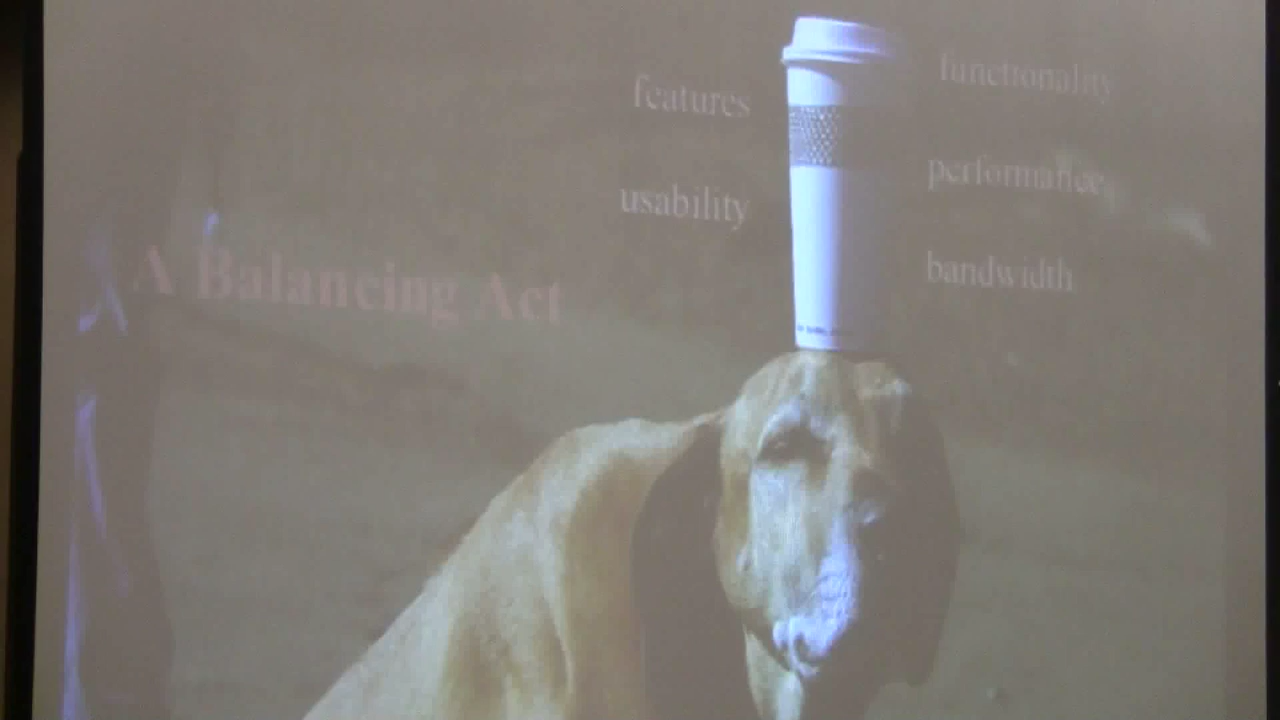 features
usability
functionality
performance
bandwidth
A Balancing Act